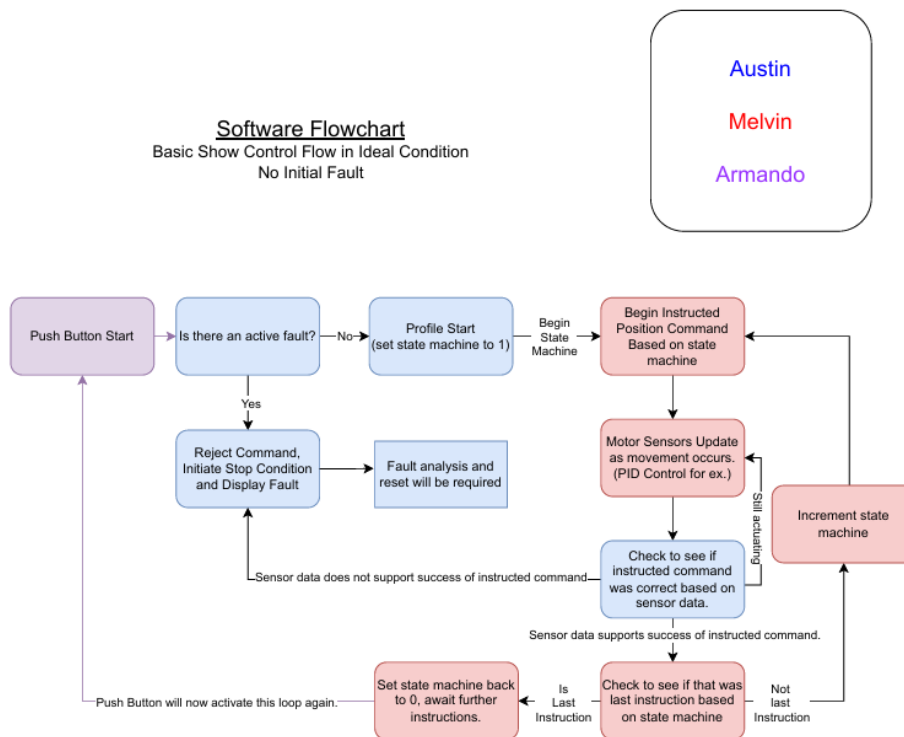 Austin
Melvin
Armando
Software Flowchart
Basic Show Control Flow in Ideal Condition
No Initial Fault
Push Button Start
Is there an active fault?
No
Profile Start
(set state machine to 1)
Begin
State
Machine
Begin Instructed
Position Command
Based on state
machine
Yes
Reject Command,
Initiate Stop Condition
and Display Fault
Fault analysis and
reset will be required
Motor Sensors Update
as movement occurs.
(PID Control for ex.)
Still actuating
Increment state
machine
Check to see if
instructed command
was correct based on
sensor data.
Sensor data does not support success of instructed command
Sensor data supports success of instructed command.
Check to see if that was
last instruction based
on state machine
Not
last
Instruction
Is
Last
Instruction
Set state machine back
to 0, await further
instructions.
Push Button will now activate this loop again.